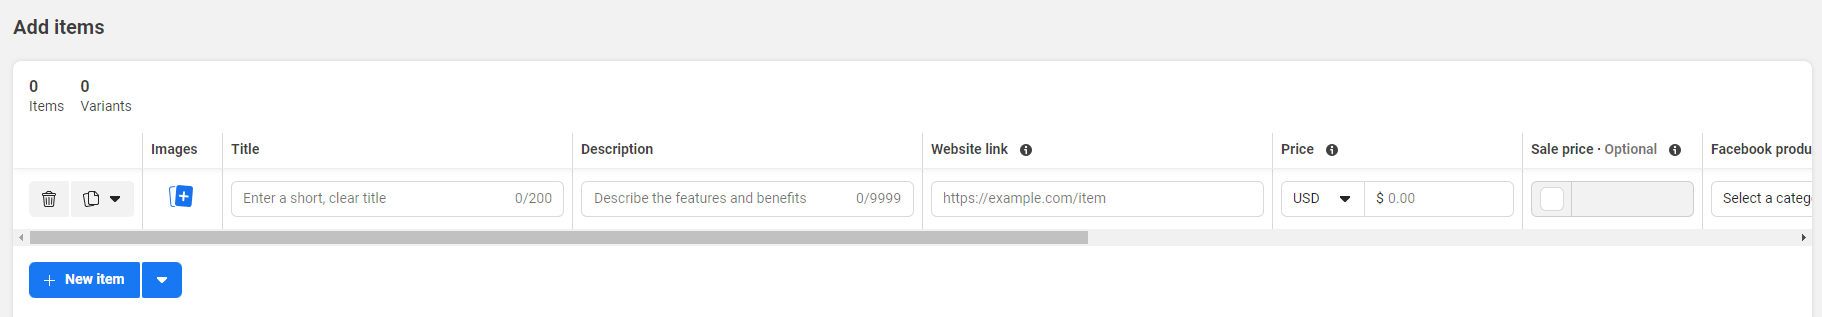 Add items
0 0
Items Variants
Images Title Description Website link Price Sale price · Optional Facebook produ
Enter a short, clear title 0/200 Describe the features and benefits 0/9999 https://example.com/item USD $ 0.00 Select a categ
+ New item